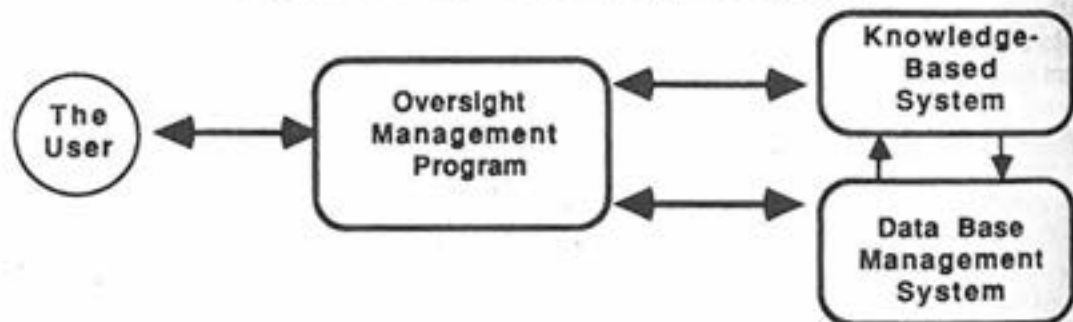 The
User
Oversight
Management
Program
Knowledge-
Based
System
Data Base
Management
System